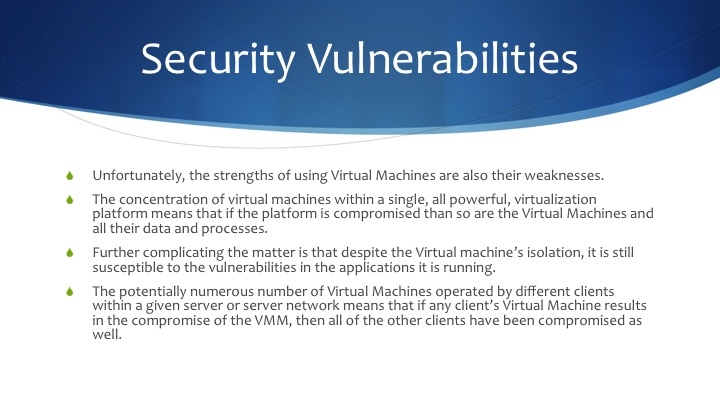 Security Vulnerabilities
Unfortunately, the strengths of using Virtual Machines are also their weaknesses.
The concentration of virtual machines within a single, all powerful, virtualization
platform means that if the platform is compromised than so are the Virtual Machines and
all their data and processes.
Further complicating the matter is that despite the Virtual machine’s isolation, it is still
susceptible to the vulnerabilities in the applications it is running.
The potentially numerous number of Virtual Machines operated by different clients
within a given server or server network means that if any client’s Virtual Machine results
in the compromise of the VMM, then all of the other clients have been compromised as
well.